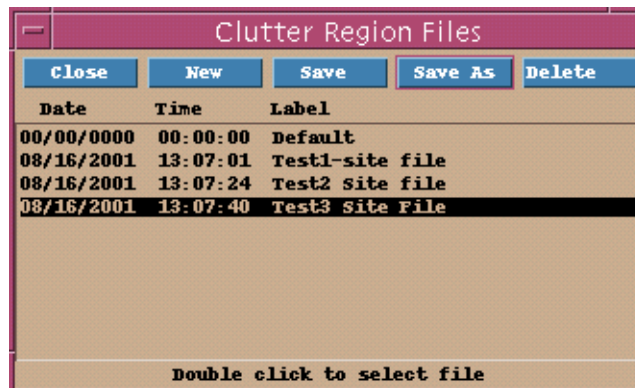 Clutter Region Files
Close New Save Save As Delete
Date Time Label
00/00/0000 00:00:00 Default
08/16/2001 13:07:01 Test1-site file
08/16/2001 13:07:24 Test2 Site file
08/16/2001 13:07:40 Test3 Site File
Double click to select file